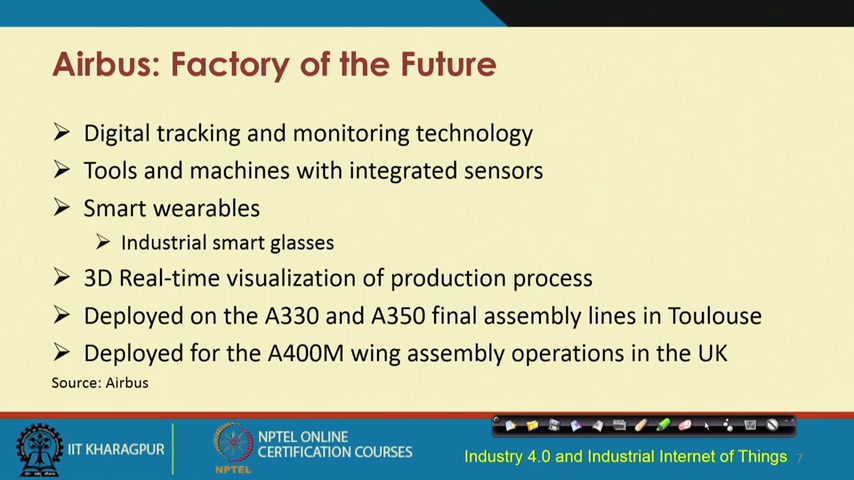 Airbus: Factory of the Future
➢ Digital tracking and monitoring technology
➢ Tools and machines with integrated sensors
➢ Smart wearables
➢ Industrial smart glasses
➢ 3D Real-time visualization of production process
➢ Deployed on the A330 and A350 final assembly lines in Toulouse
➢ Deployed for the A400M wing assembly operations in the UK
Source: Airbus
IIT KHARAGPUR
NPTEL
NPTEL ONLINE
CERTIFICATION COURSES
Industry 4.0 and Industrial Internet of Things
7